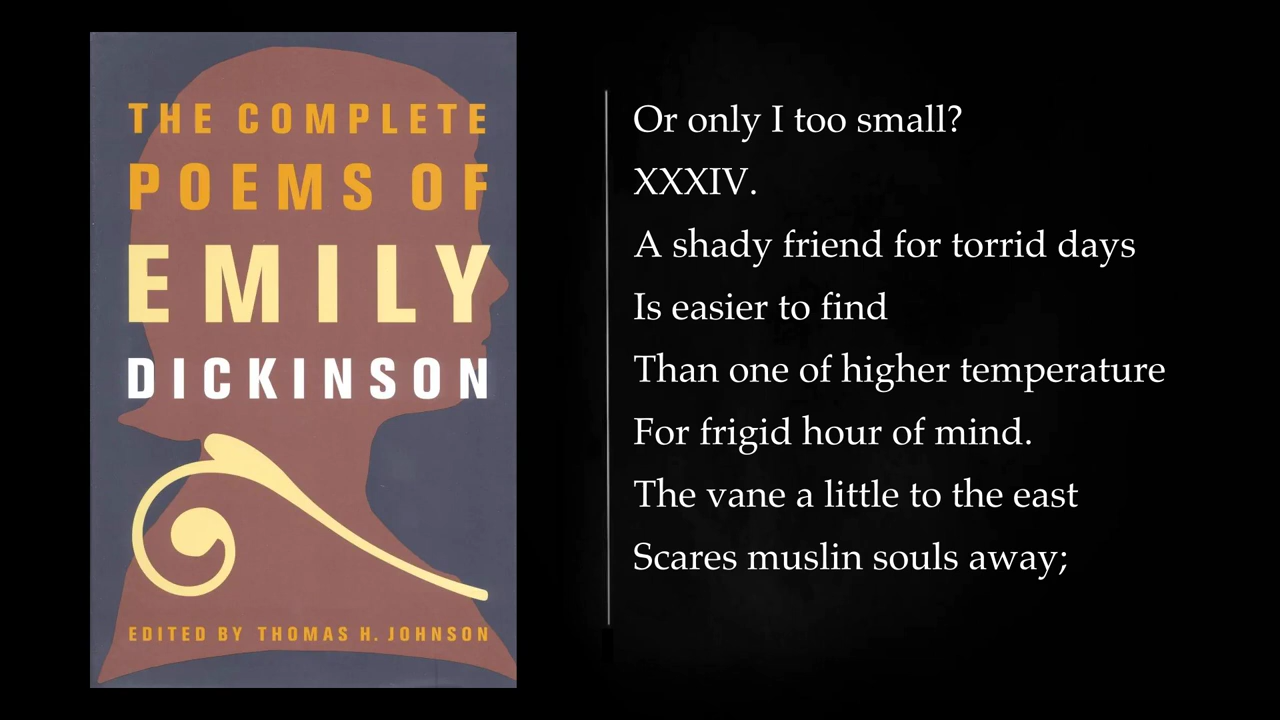 THE COMPLETE
POEMS OF
EMILY
DICKINSON
EDITED BY THOMAS H. JOHNSON
Or only I too small?
XXXIV.
A shady friend for torrid days
Is easier to find
Than one of higher temperature
For frigid hour of mind.
The vane a little to the east
Scares muslin souls away;